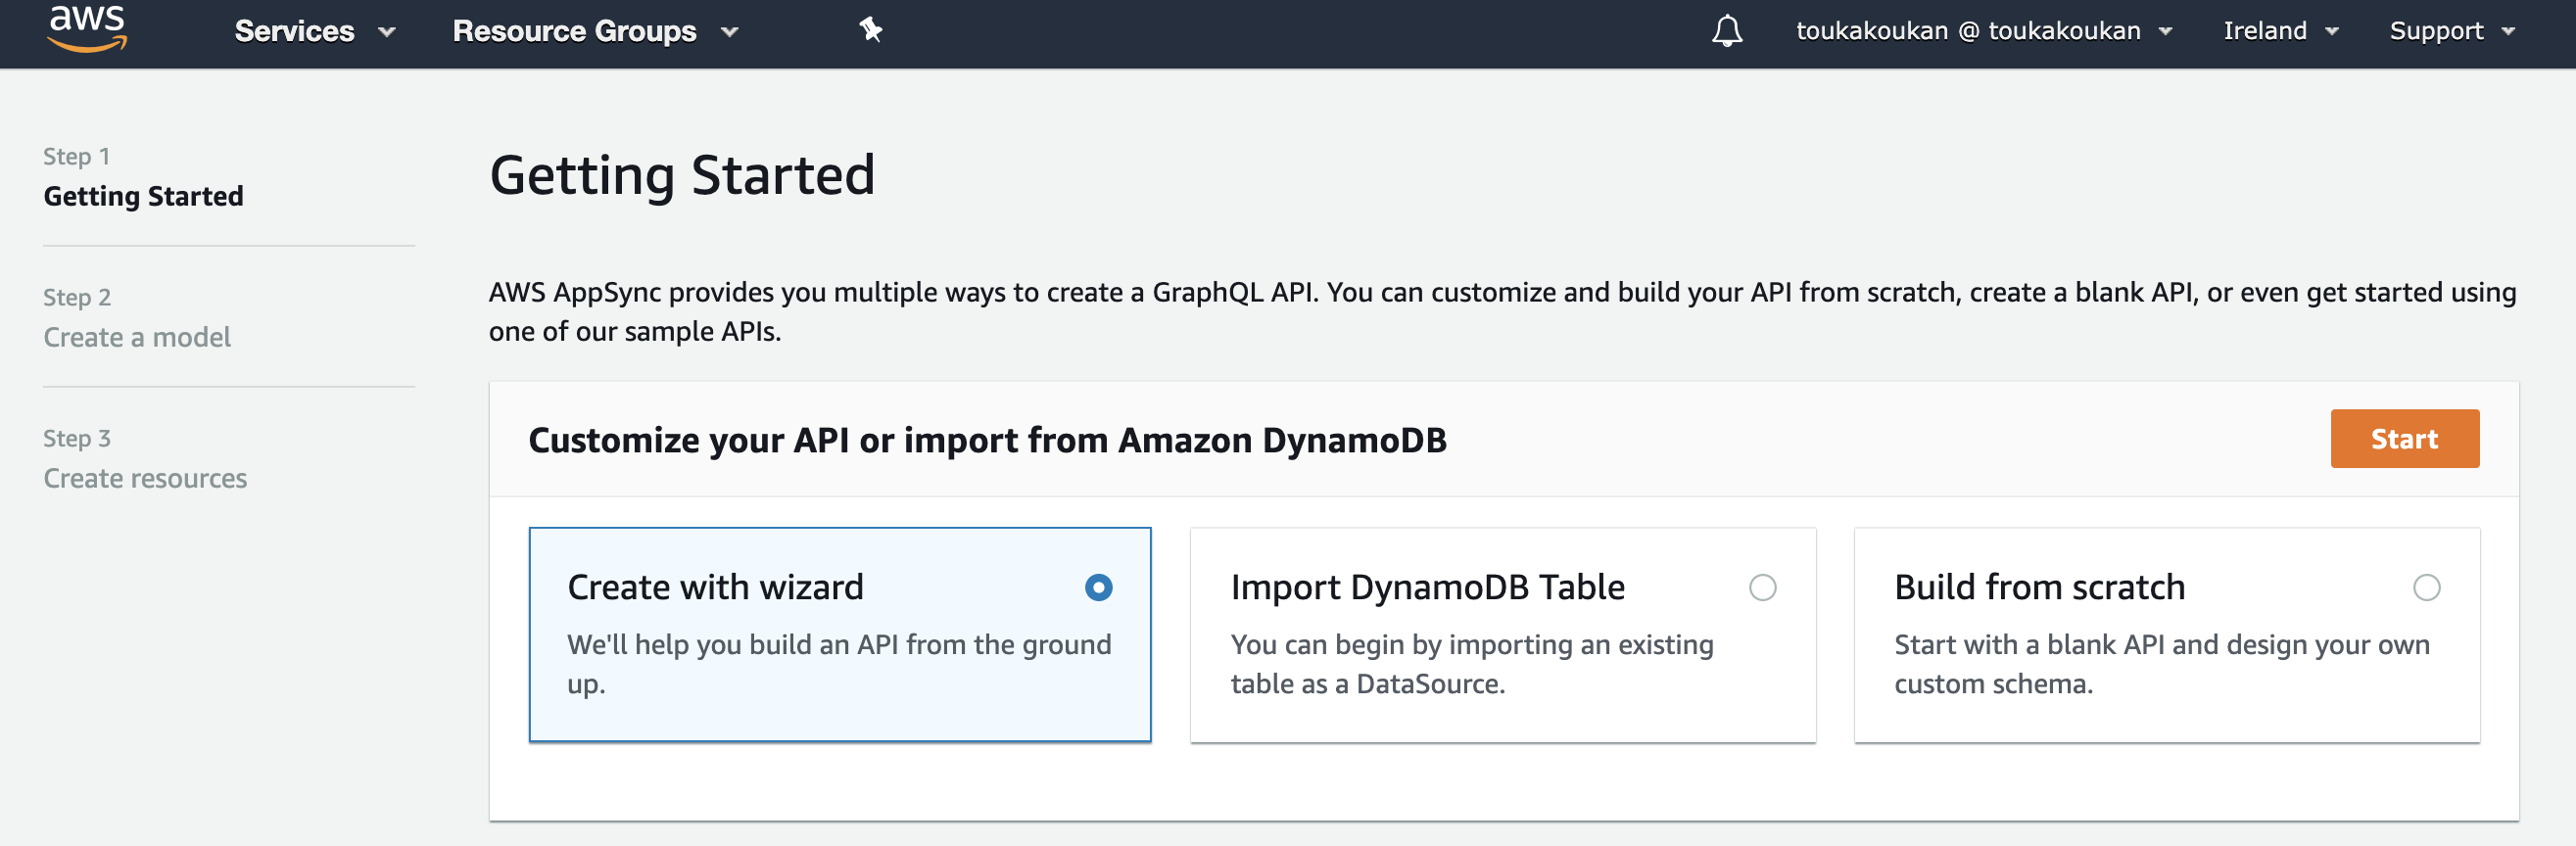 aws
Services
Resource Groups
toukakoukan @ toukakoukan
Ireland
Support
Step 1
Getting Started
Step 2
Create a model
Step 3
Create resources
Getting Started
AWS AppSync provides you multiple ways to create a GraphQL API. You can customize and build your API from scratch, create a blank API, or even get started using
one of our sample APIs.
Customize your API or import from Amazon DynamoDB
Start
Create with wizard
We'll help you build an API from the ground
up.
Import DynamoDB Table
You can begin by importing an existing
table as a DataSource.
Build from scratch
Start with a blank API and design your own
custom schema.